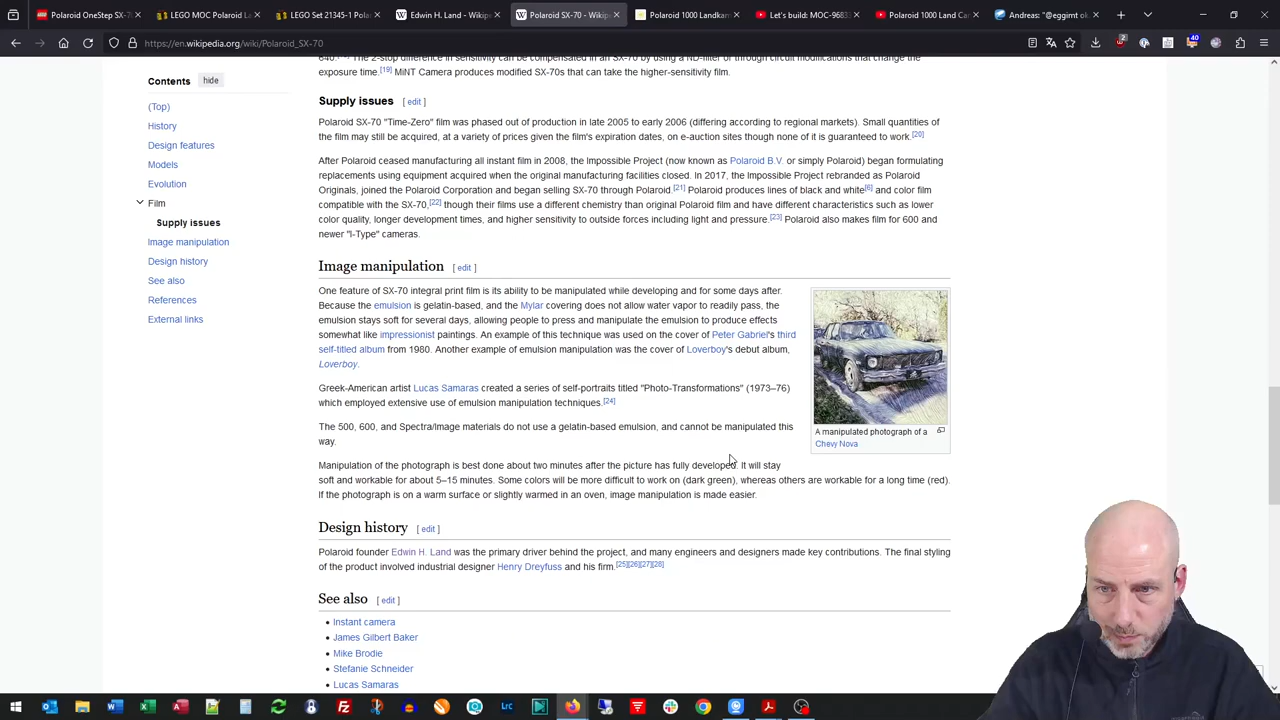 Polaroid OneStep SX-70
LEGO MOC Polaroid La
LEGO Set 21345-1 Polar
Edwin H. Land - Wikipe
Polaroid SX-70 - Wikipe
Polaroid 1000 Landkam
Let's build: MOC-96833
Polaroid 1000 Land Car
Andreas: "@eggimt ok
https://en.wikipedia.org/wiki/Polaroid_SX-70
40
Contents hide
(Top)
History
Design features
Models
Evolution
Film
Supply issues
Image manipulation
Design history
See also
References
External links
640. The 2-stop difference in sensitivity can be compensated in an SX-70 by using a ND-filter or through circuit modifications that change the
exposure time.[19] MiNT Camera produces modified SX-70s that can take the higher-sensitivity film.
Supply issues [ edit ]
Polaroid SX-70 "Time-Zero" film was phased out of production in late 2005 to early 2006 (differing according to regional markets). Small quantities of
the film may still be acquired, at a variety of prices given the film's expiration dates, on e-auction sites though none of it is guaranteed to work.[20]
After Polaroid ceased manufacturing all instant film in 2008, the Impossible Project (now known as Polaroid B.V. or simply Polaroid) began formulating
replacements using equipment acquired when the original manufacturing facilities closed. In 2017, the Impossible Project rebranded as Polaroid
Originals, joined the Polaroid Corporation and began selling SX-70 through Polaroid.[21] Polaroid produces lines of black and white[6] and color film
compatible with the SX-70,[22] though their films use a different chemistry than original Polaroid film and have different characteristics such as lower
color quality, longer development times, and higher sensitivity to outside forces including light and pressure.[23] Polaroid also makes film for 600 and
newer "I-Type" cameras.
Image manipulation [ edit ]
One feature of SX-70 integral print film is its ability to be manipulated while developing and for some days after.
Because the emulsion is gelatin-based, and the Mylar covering does not allow water vapor to readily pass, the
emulsion stays soft for several days, allowing people to press and manipulate the emulsion to produce effects
somewhat like impressionist paintings. An example of this technique was used on the cover of Peter Gabriel's third
self-titled album from 1980. Another example of emulsion manipulation was the cover of Loverboy's debut album,
Loverboy.
Greek-American artist Lucas Samaras created a series of self-portraits titled "Photo-Transformations" (1973–76)
which employed extensive use of emulsion manipulation techniques.[24]
The 500, 600, and Spectra/Image materials do not use a gelatin-based emulsion, and cannot be manipulated this
way.
A manipulated photograph of a
Chevy Nova
Manipulation of the photograph is best done about two minutes after the picture has fully developed. It will stay
soft and workable for about 5–15 minutes. Some colors will be more difficult to work on (dark green), whereas others are workable for a long time (red).
If the photograph is on a warm surface or slightly warmed in an oven, image manipulation is made easier.
Design history [ edit ]
Polaroid founder Edwin H. Land was the primary driver behind the project, and many engineers and designers made key contributions. The final styling
of the product involved industrial designer Henry Dreyfuss and his firm.[25][26][27][28]
See also [ edit ]
Instant camera
James Gilbert Baker
Mike Brodie
Stefanie Schneider
Lucas Samaras
LrC